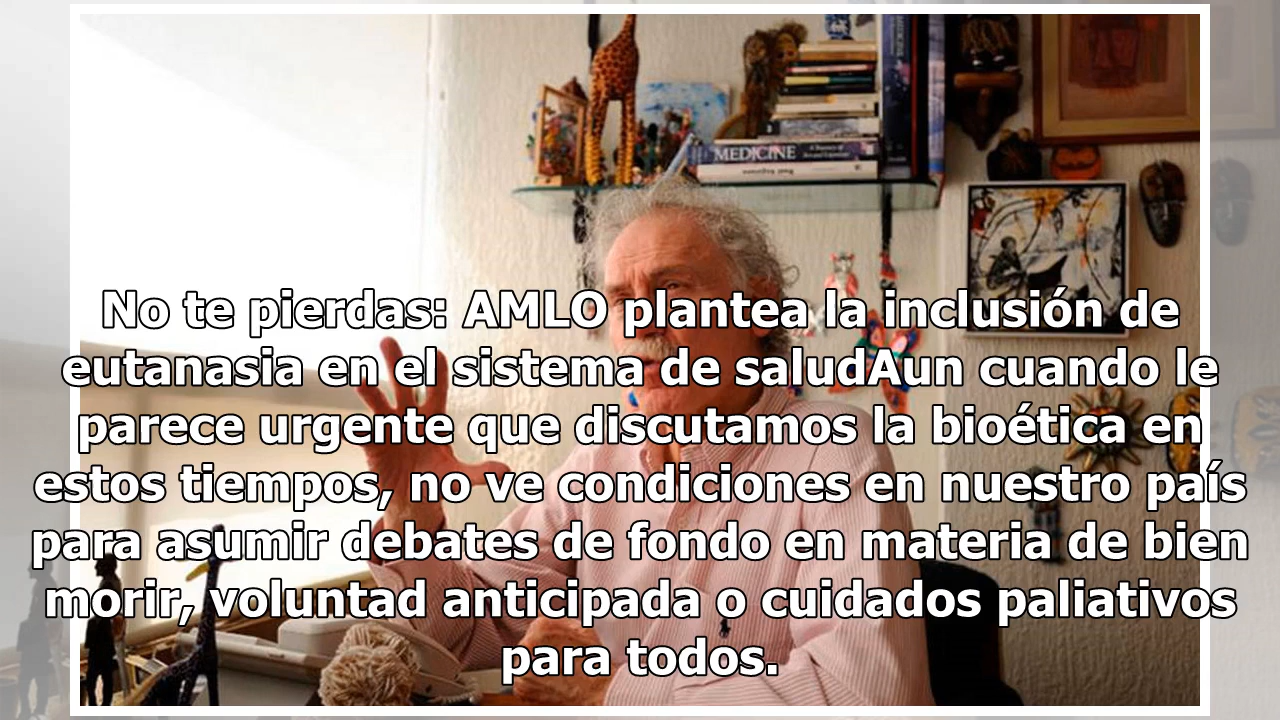 MEDICINE
No te pierdas: AMLO plantea la inclusión de
eutanasia en el sistema de saludAun cuando le
parece urgente que discutamos la bioética en
estos tiempos, no ve condiciones en nuestro país
para asumir debates de fondo en materia de bien
morir, voluntad anticipada o cuidados paliativos
para todos.